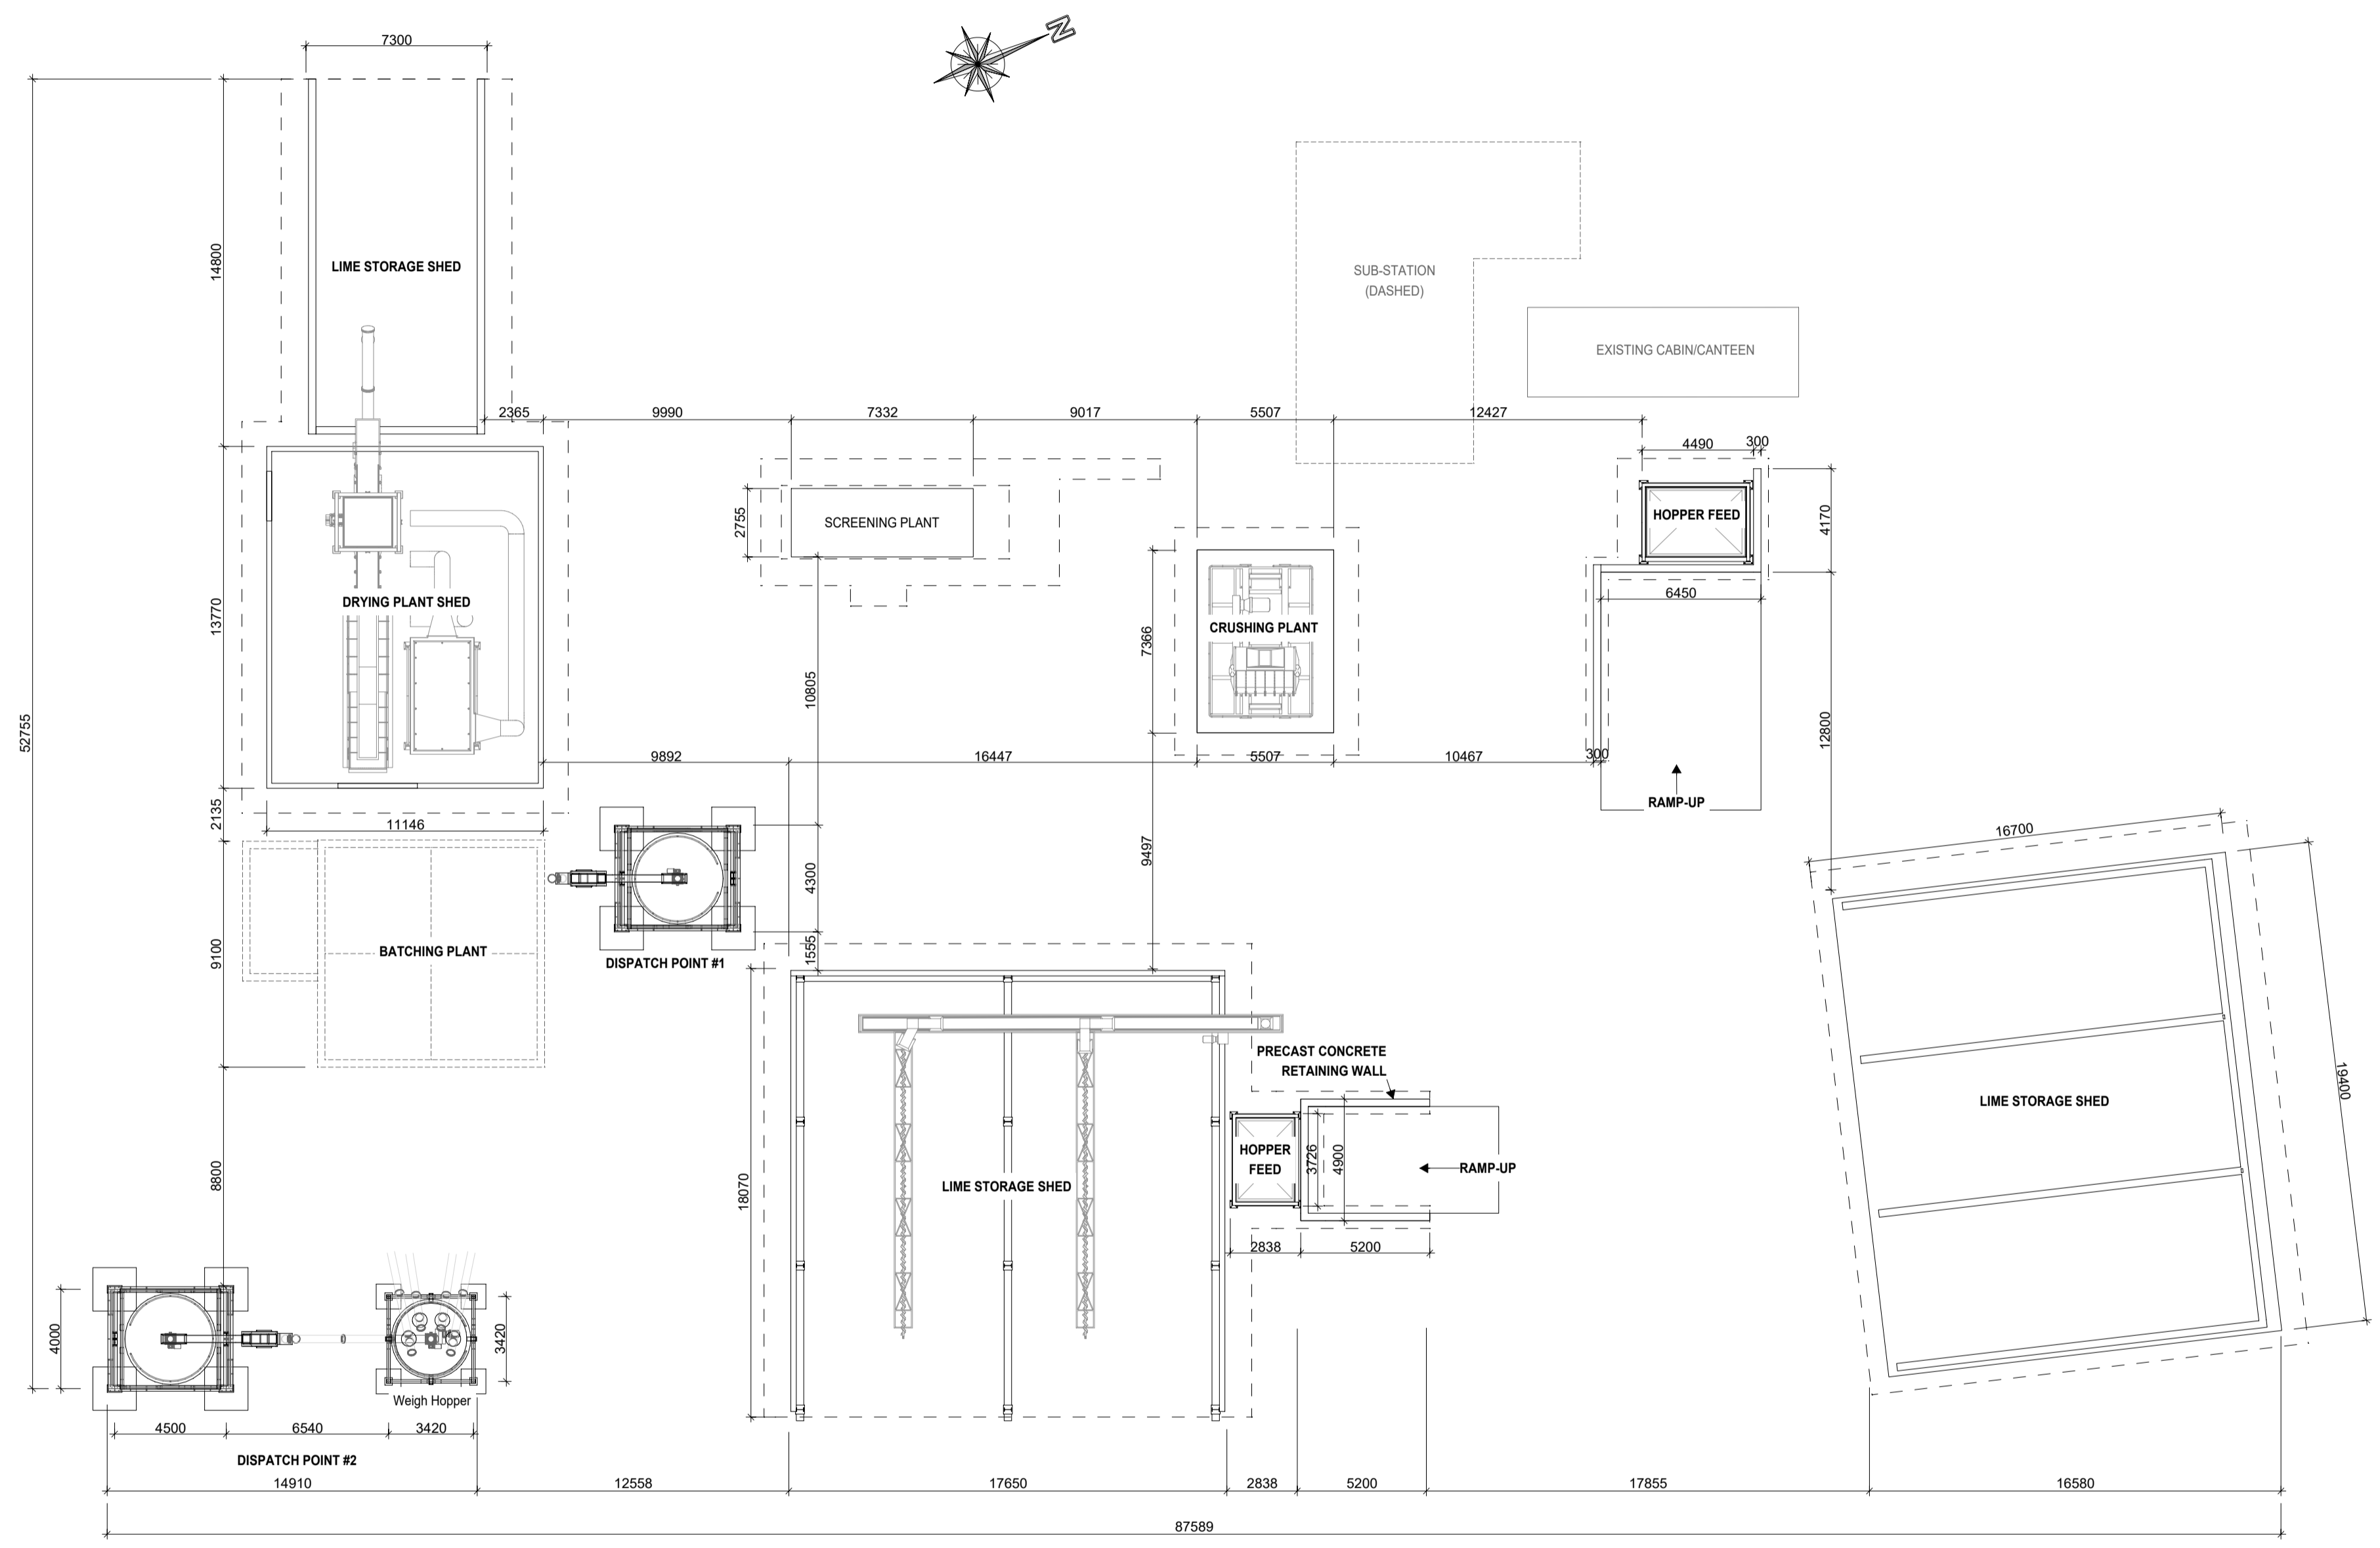 7300
N
LIME STORAGE SHED
14800
SUB-STATION
(DASHED)
EXISTING CABIN/CANTEEN
2365
9990
7332
9017
5507
12427
4490
300
HOPPER FEED
4170
6450
2755
SCREENING PLANT
DRYING PLANT SHED
13770
CRUSHING PLANT
7366
10805
52755
12800
9892
16447
5507
10467
300
RAMP-UP
2135
11146
16700
4300
9497
BATCHING PLANT
9100
DISPATCH POINT #1
1555
PRECAST CONCRETE
RETAINING WALL
19400
LIME STORAGE SHED
HOPPER
FEED
3726
4900
RAMP-UP
8800
18070
LIME STORAGE SHED
2838
5200
4000
3420
Weigh Hopper
4500
6540
3420
DISPATCH POINT #2
14910
12558
17650
2838
5200
17855
16580
87589